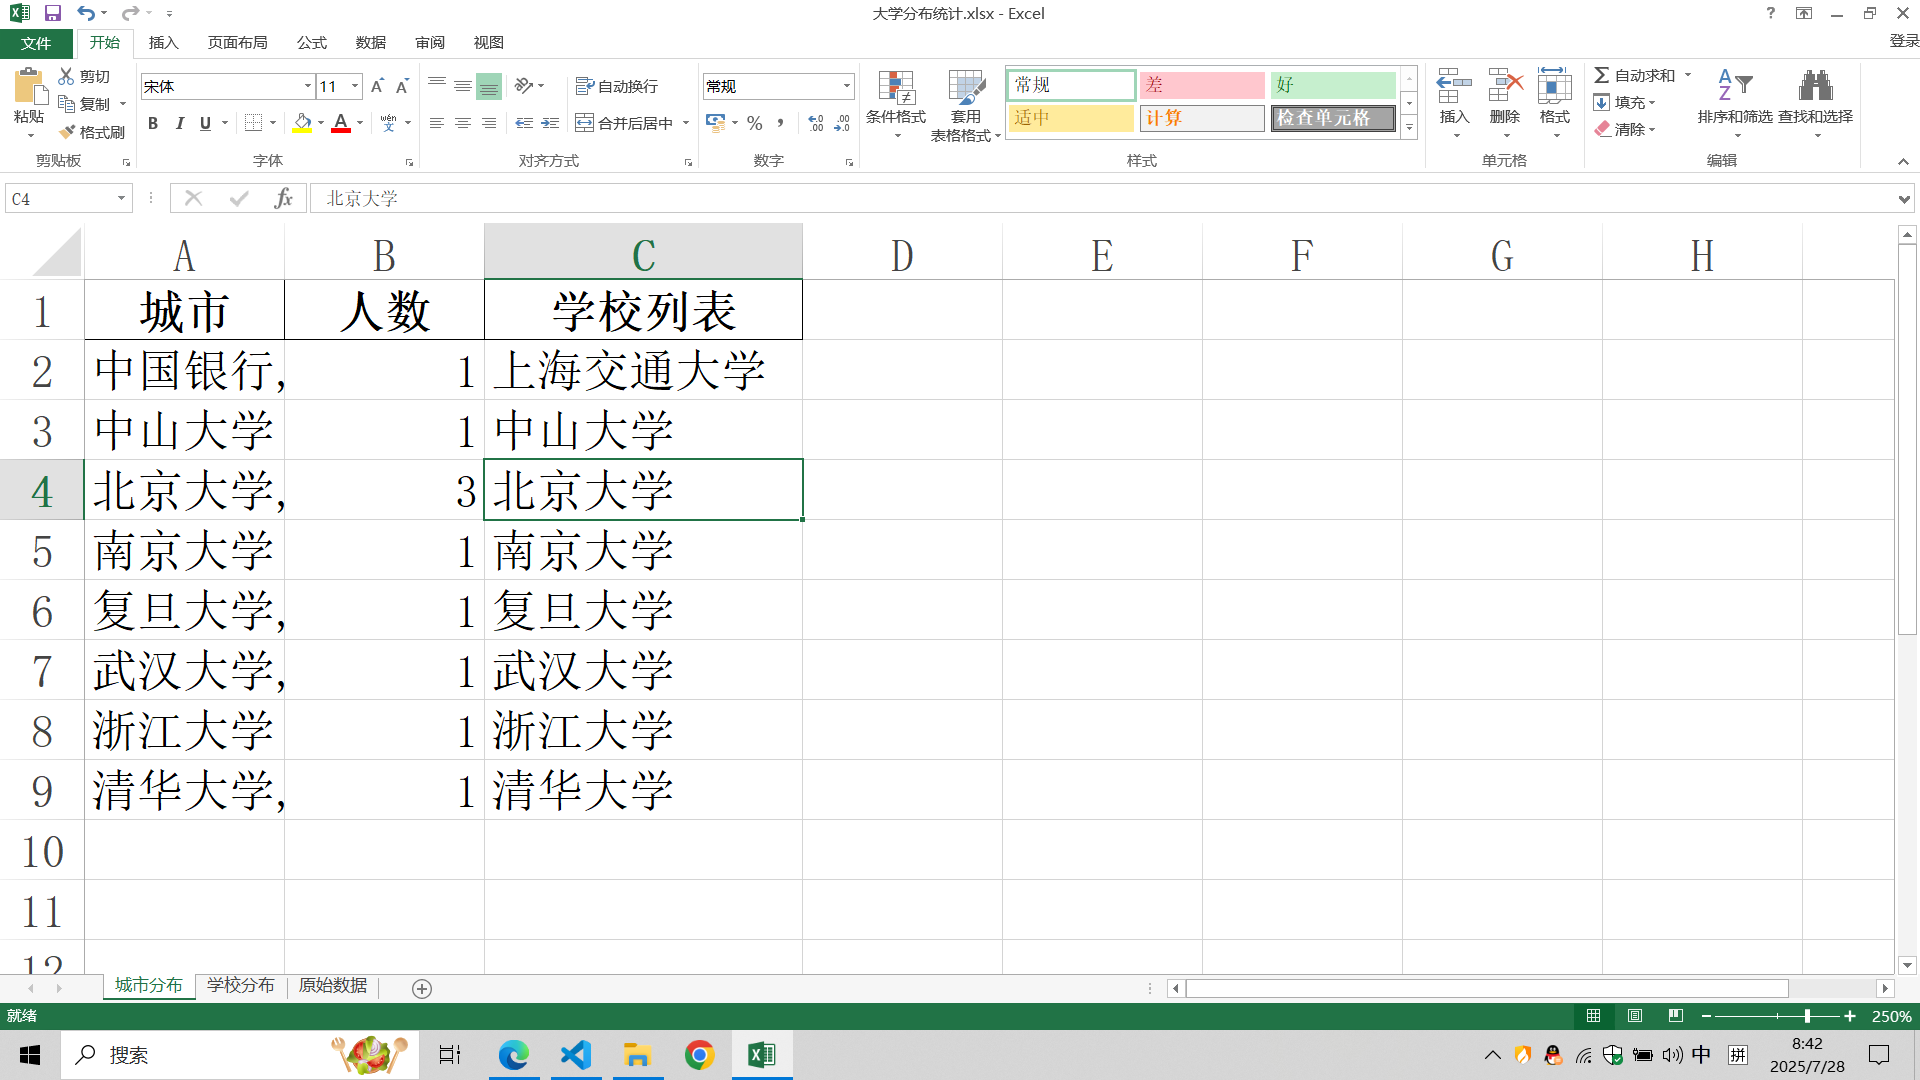 大学分布统计.xlsx - Excel
?
登录
文件 开始 插入 页面布局 公式 数据 审阅 视图
粘贴 剪切 复制 格式刷 剪贴板
宋体 11 B I U A wén 文 字体
自动换行 合并后居中 对齐方式
常规 % 数字
条件格式 套用 表格格式
常规 差 好
适中 计算 检查单元格
样式
插入 删除 格式 单元格
自动求和 填充 清除 排序和筛选 查找和选择 编辑
C4 fx 北京大学
A B C D E F G H
1 城市 人数 学校列表
2 中国银行, 1 上海交通大学
3 中山大学 1 中山大学
4 北京大学, 3 北京大学
5 南京大学 1 南京大学
6 复旦大学, 1 复旦大学
7 武汉大学, 1 武汉大学
8 浙江大学 1 浙江大学
9 清华大学, 1 清华大学
10
11
12
城市分布 学校分布 原始数据
就绪 250%
搜索 中 拼 8:42
2025/7/28